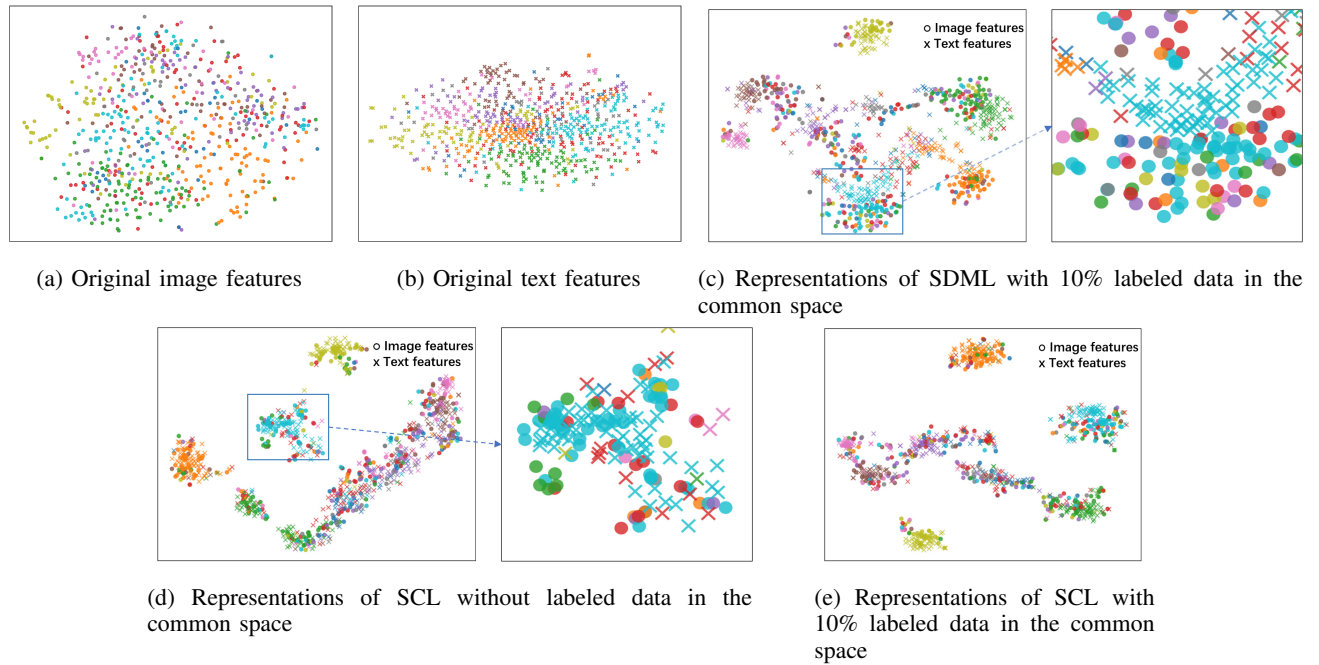 o Image features
x Text features
(a) Original image features
(b) Original text features
(c) Representations of SDML with 10% labeled data in the
common space
o Image features
x Text features
o Image features
x Text features
(d) Representations of SCL without labeled data in the
common space
(e) Representations of SCL with
10% labeled data in the common
space